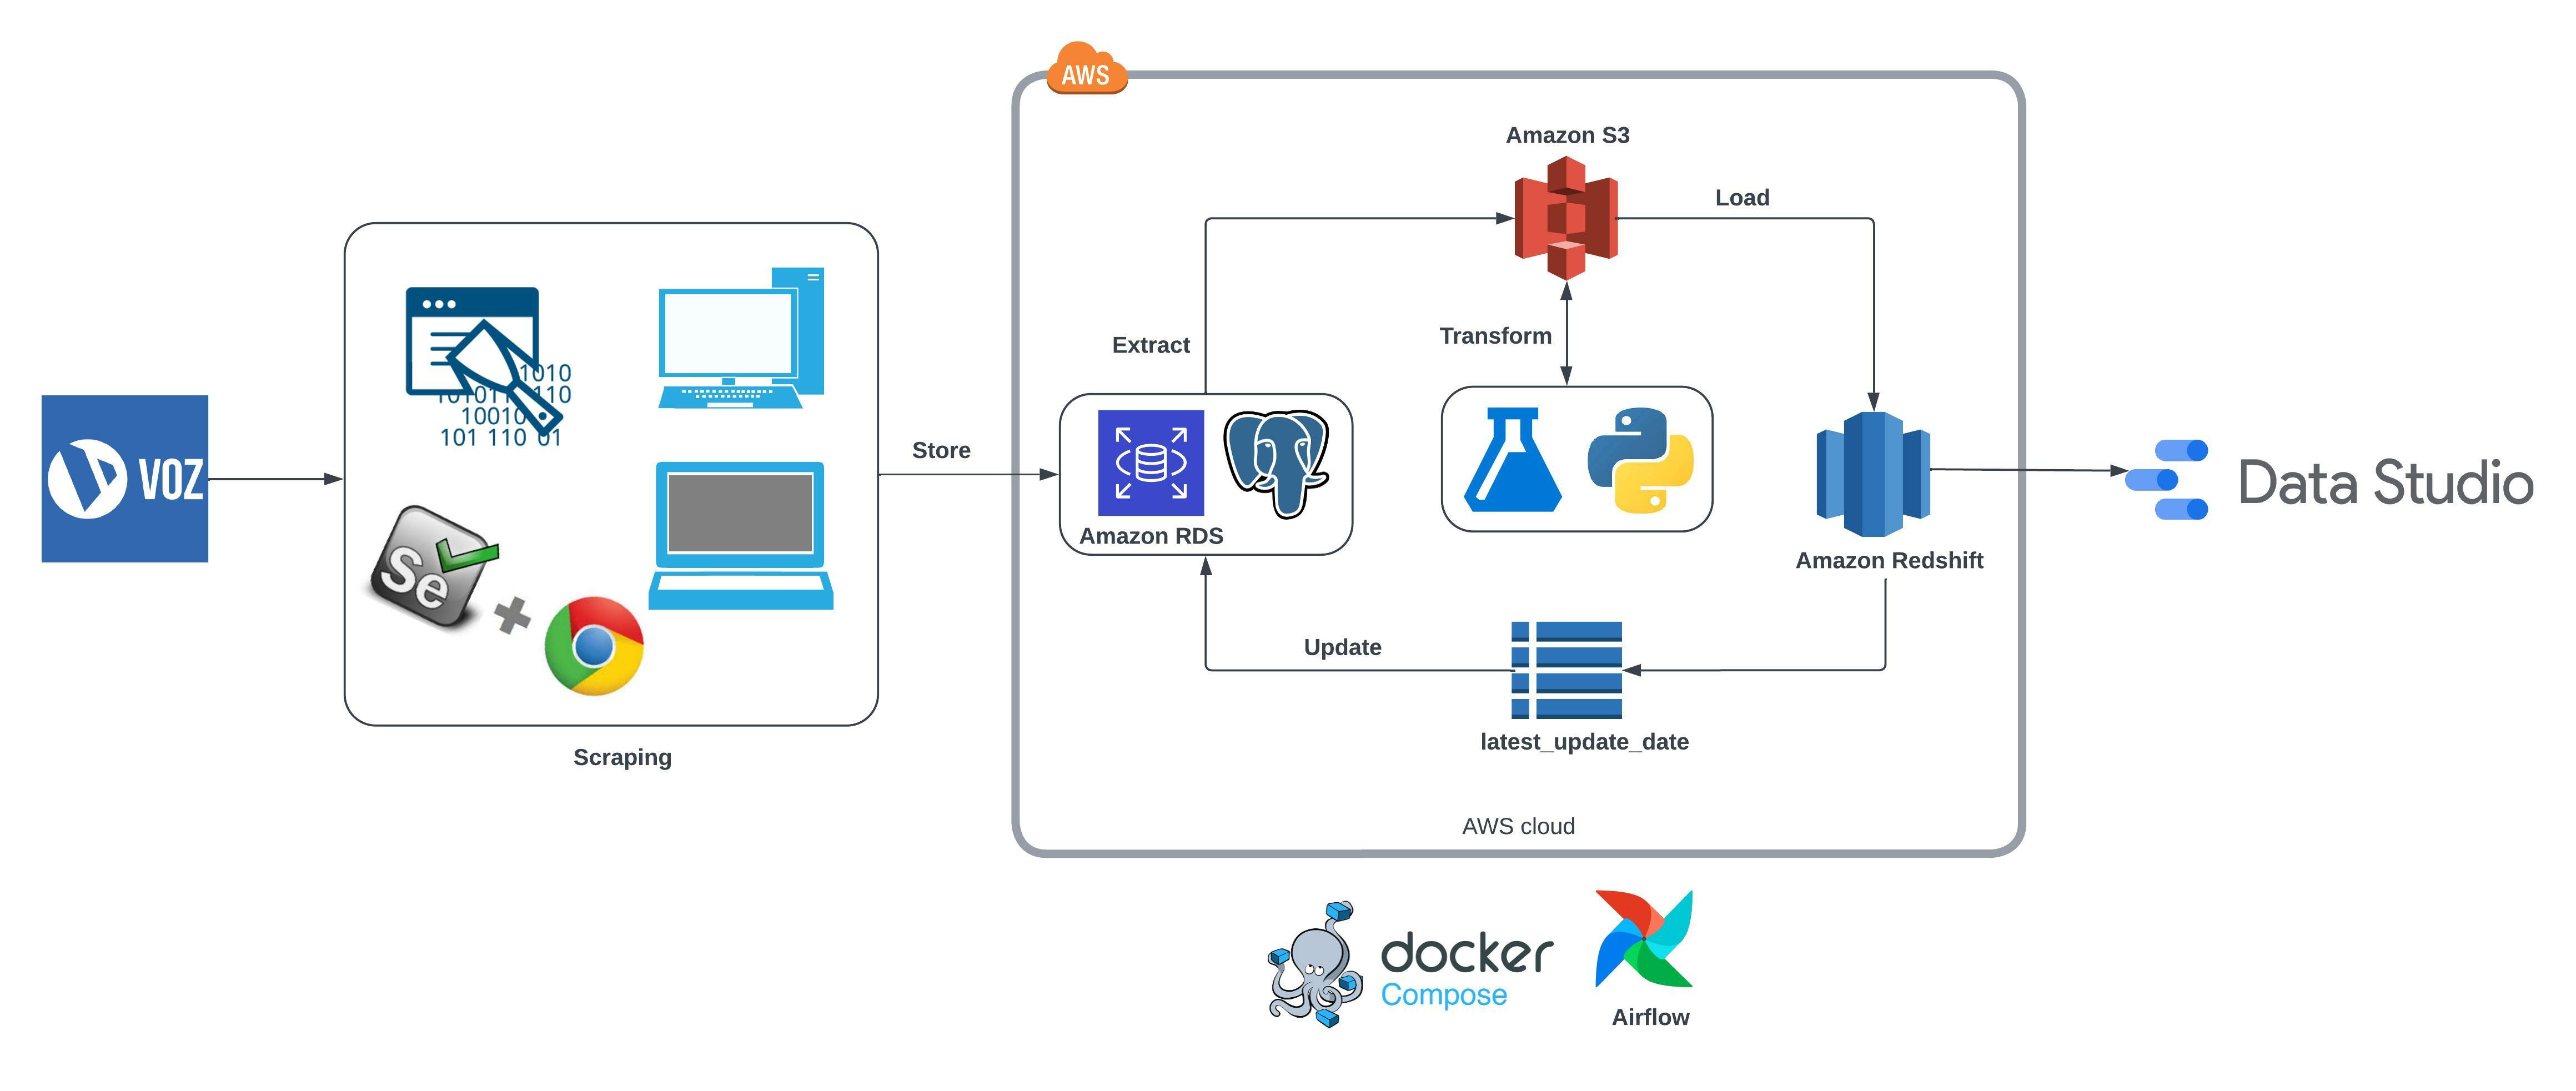 AWS
Amazon S3
Load
1010
10101 110
10010
101 110 01
Extract
Transform
Store
VOZ
Se
Amazon RDS
Amazon Redshift
Data Studio
Update
latest_update_date
Scraping
AWS cloud
docker
Compose
Airflow